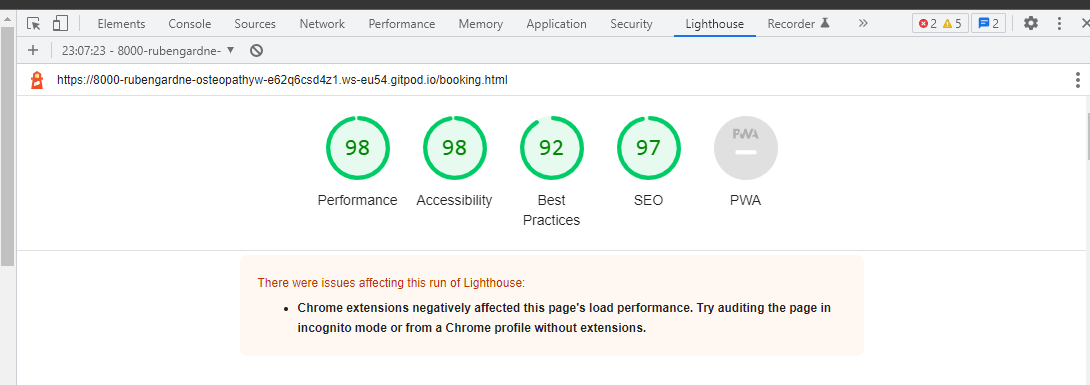 Elements Console Sources Network Performance Memory Application Security Lighthouse Recorder » 2 5 2
+ 23:07:23 - 8000-rubengardne- ▼
https://8000-rubengardne-osteopathyw-e62q6csd4z1.ws-eu54.gitpod.io/booking.html
98 98 92 97 PWA
Performance Accessibility Best Practices SEO PWA
There were issues affecting this run of Lighthouse:
• Chrome extensions negatively affected this page's load performance. Try auditing the page in
incognito mode or from a Chrome profile without extensions.